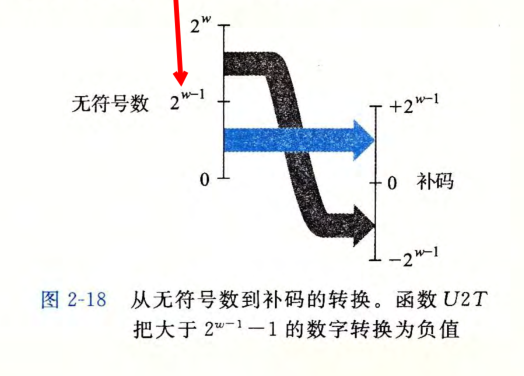 2^w
无符号数 2^{w-1}
+2^{w-1}
0
0 补码
-2^{w-1}
图 2-18 从无符号数到补码的转换。函数 U2T
把大于 2^{w-1}-1 的数字转换为负值